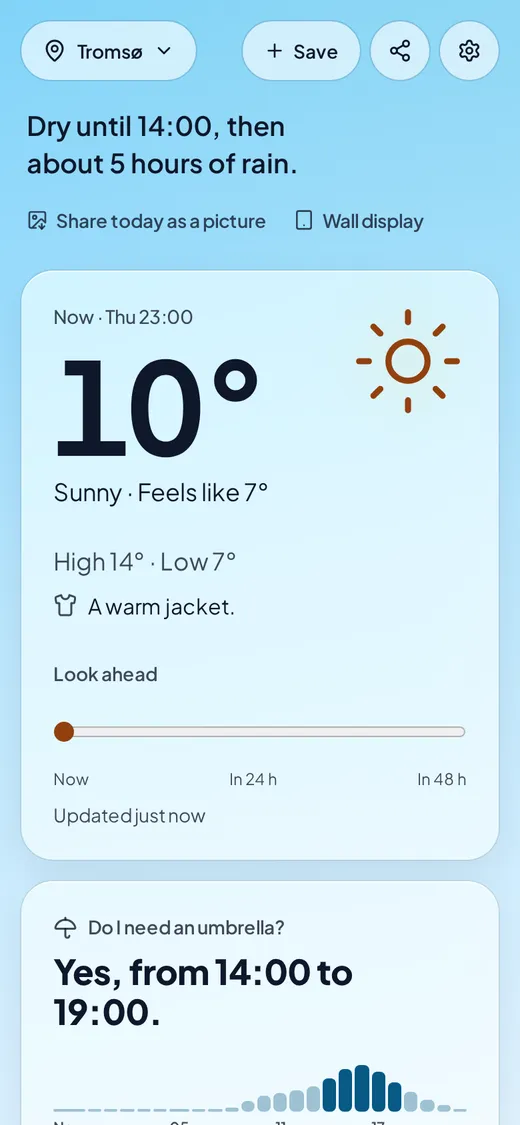 Tromsø
Save
Dry until 14:00, then
about 5 hours of rain.
Share today as a picture
Wall display
Now · Thu 23:00
10°
Sunny · Feels like 7°
High 14° · Low 7°
A warm jacket.
Look ahead
Now
In 24 h
In 48 h
Updated just now
Do I need an umbrella?
Yes, from 14:00 to
19:00.